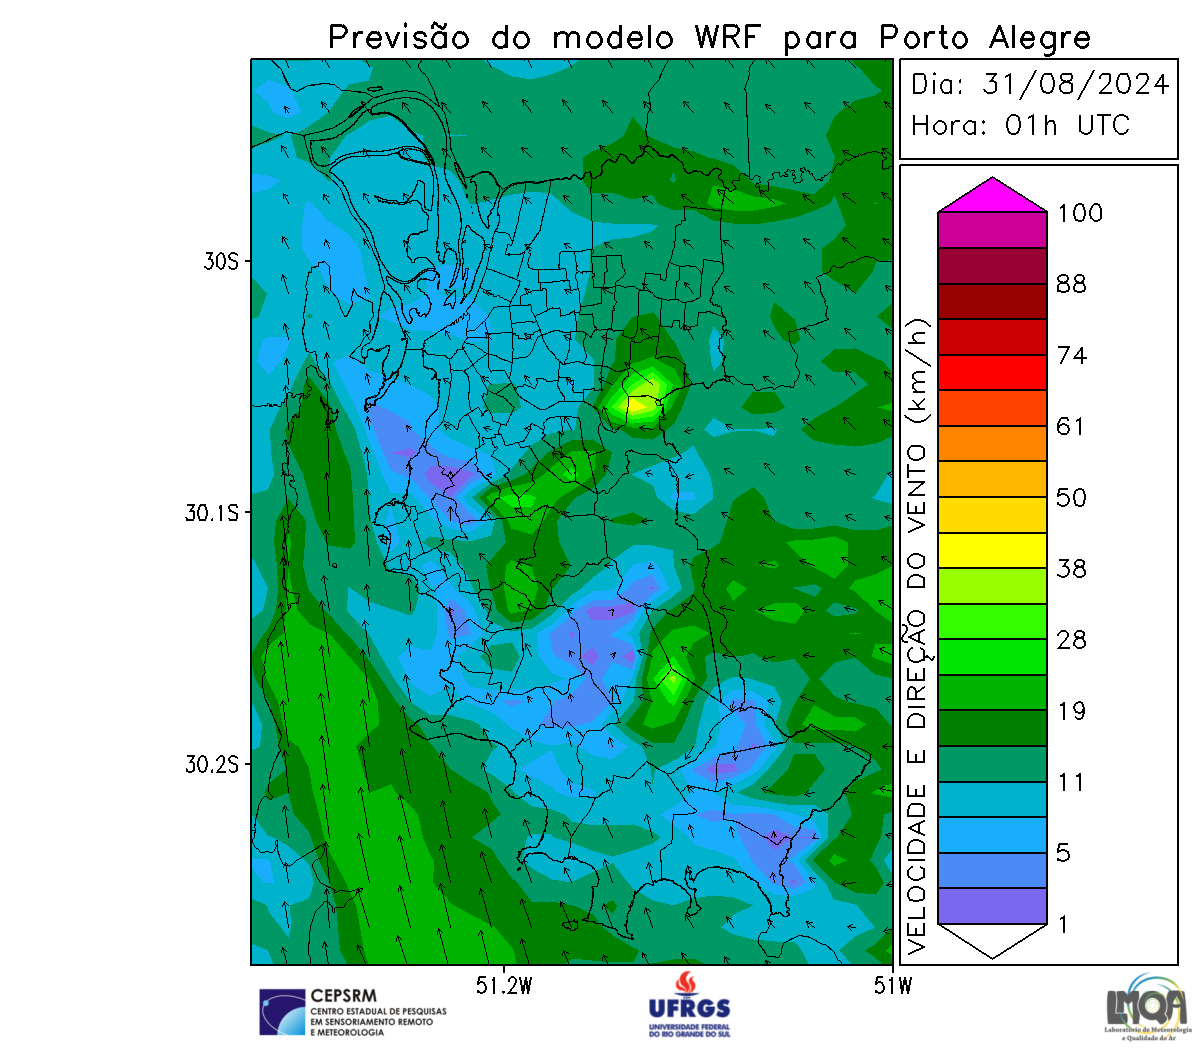 Previsão do modelo WRF para Porto Alegre
Dia: 31/08/2024
Hora: 01h UTC
30S
30.1S
30.2S
51.2W
51W
100
88
74
61
50
38
28
19
11
5
1
VELOCIDADE E DIREÇÃO DO VENTO (km/h)
CEPSRM
CENTRO ESTADUAL DE PESQUISAS
EM SENSORIAMENTO REMOTO
E METEOROLOGIA
UFRGS
UNIVERSIDADE FEDERAL
DO RIO GRANDE DO SUL
LMQA
Laboratório de Meteorologia
e Qualidade do Ar